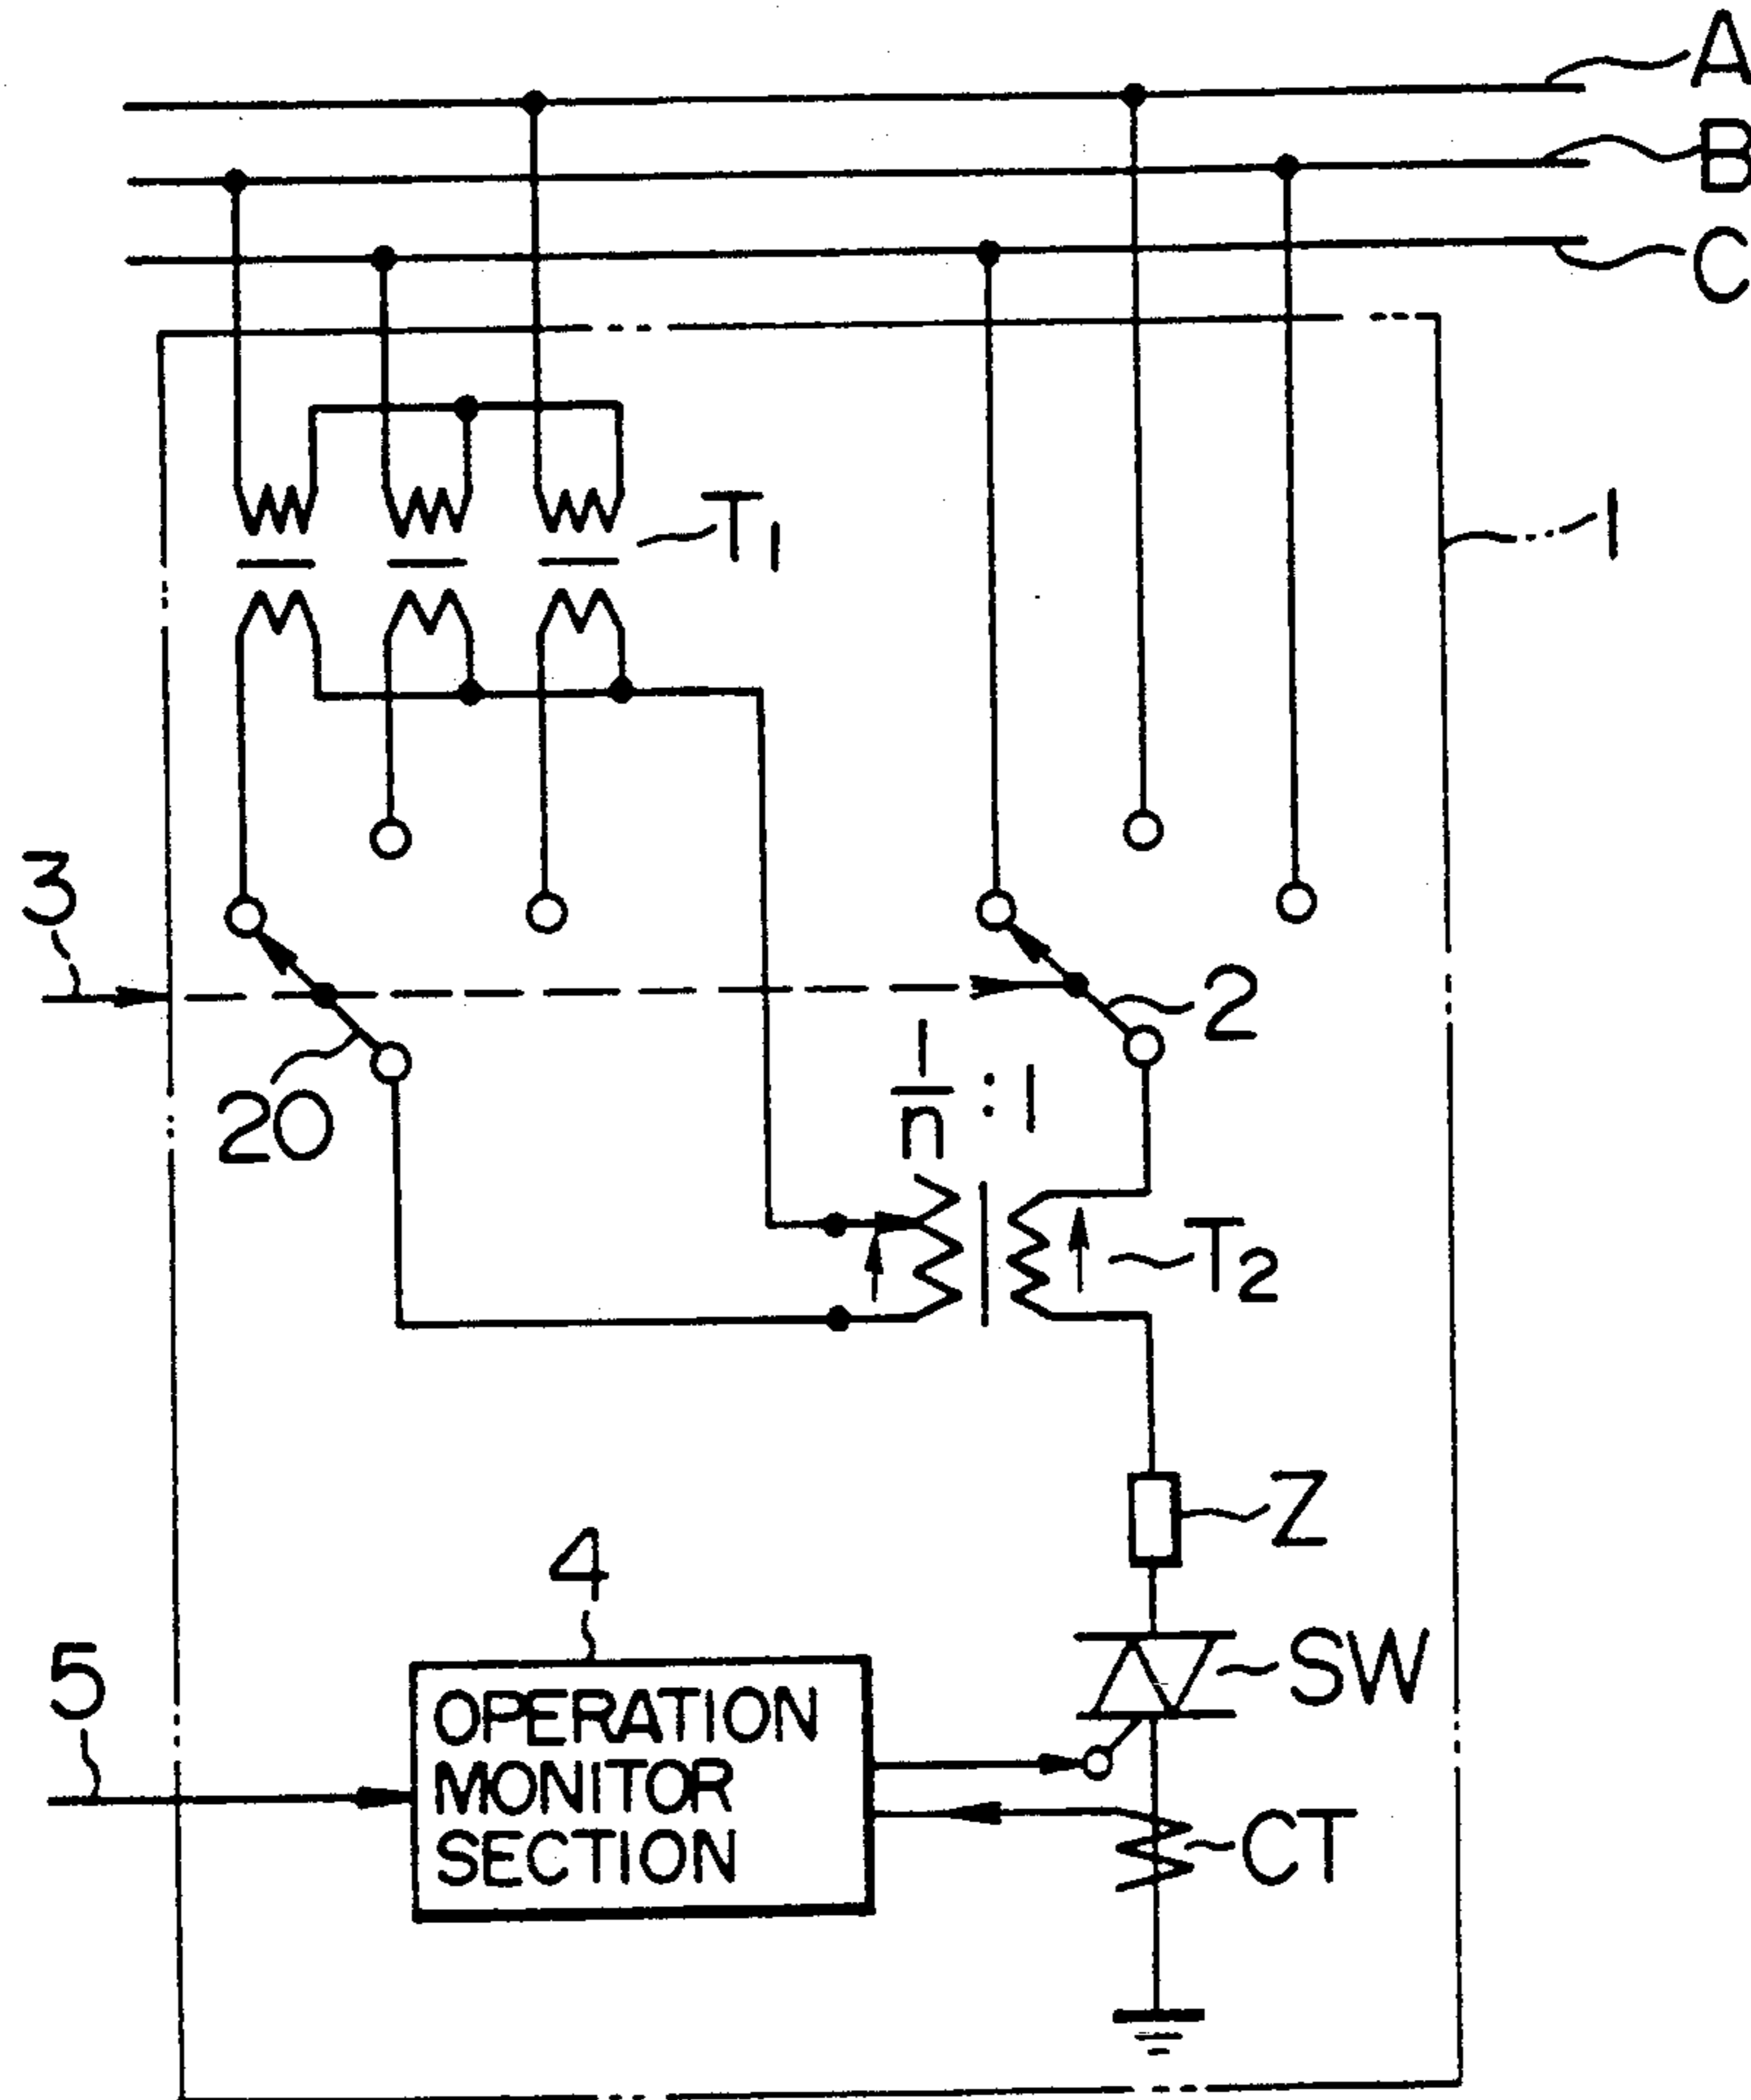 A
B
C
T1
1
3
2
20
1/n : 1
T2
Z
4
SW
5
OPERATION
MONITOR
SECTION
CT